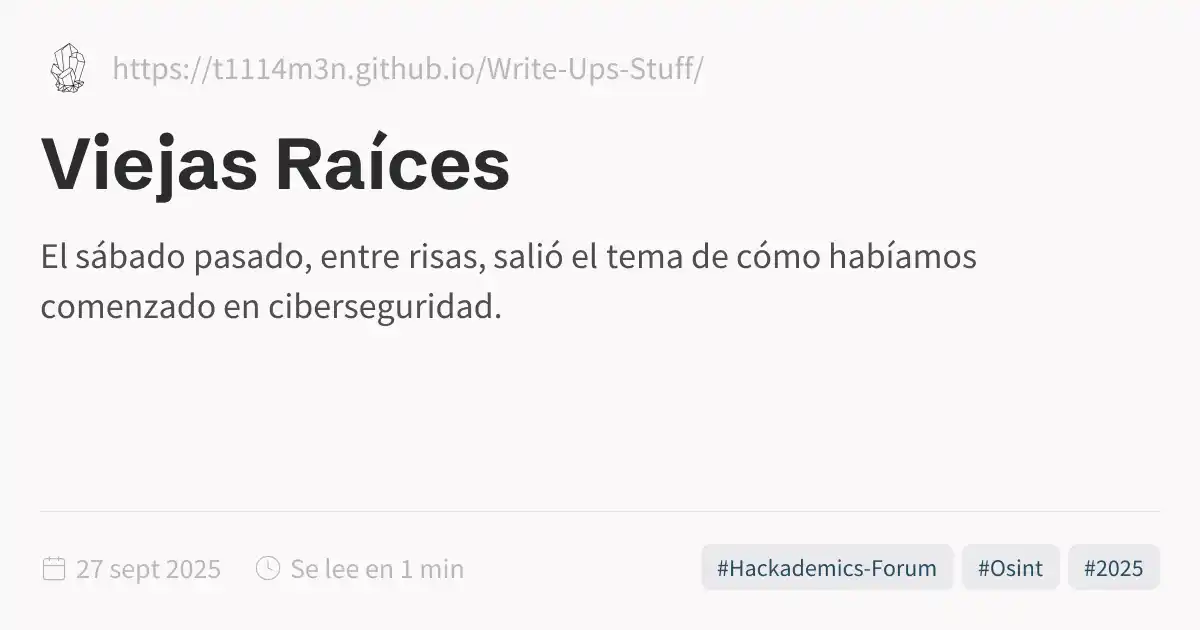 https://t1114m3n.github.io/Write-Ups-Stuff/
Viejas Raíces
El sábado pasado, entre risas, salió el tema de cómo habíamos
comenzado en ciberseguridad.
27 sept 2025
Se lee en 1 min
#Hackademics-Forum
#Osint
#2025